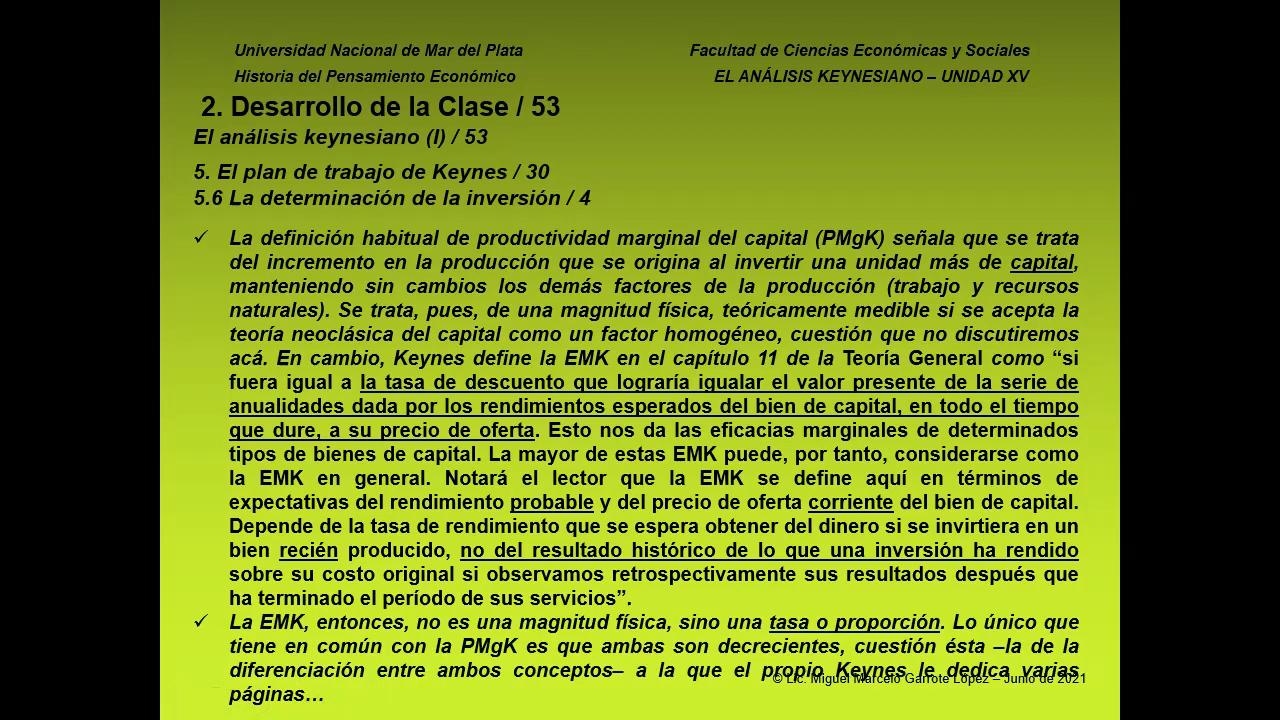 Universidad Nacional de Mar del Plata
Facultad de Ciencias Económicas y Sociales
Historia del Pensamiento Económico
EL ANÁLISIS KEYNESIANO – UNIDAD XV
2. Desarrollo de la Clase / 53
El análisis keynesiano (I) / 53
5. El plan de trabajo de Keynes / 30
5.6 La determinación de la inversión / 4
✓ La definición habitual de productividad marginal del capital (PMgK) señala que se trata
del incremento en la producción que se origina al invertir una unidad más de capital,
manteniendo sin cambios los demás factores de la producción (trabajo y recursos
naturales). Se trata, pues, de una magnitud física, teóricamente medible si se acepta la
teoría neoclásica del capital como un factor homogéneo, cuestión que no discutiremos
acá. En cambio, Keynes define la EMK en el capítulo 11 de la Teoría General como “si
fuera igual a la tasa de descuento que lograría igualar el valor presente de la serie de
anualidades dada por los rendimientos esperados del bien de capital, en todo el tiempo
que dure, a su precio de oferta. Esto nos da las eficacias marginales de determinados
tipos de bienes de capital. La mayor de estas EMK puede, por tanto, considerarse como
la EMK en general. Notará el lector que la EMK se define aquí en términos de
expectativas del rendimiento probable y del precio de oferta corriente del bien de capital.
Depende de la tasa de rendimiento que se espera obtener del dinero si se invirtiera en un
bien recién producido, no del resultado histórico de lo que una inversión ha rendido
sobre su costo original si observamos retrospectivamente sus resultados después que
ha terminado el período de sus servicios”.
✓ La EMK, entonces, no es una magnitud física, sino una tasa o proporción. Lo único que
tiene en común con la PMgK es que ambas son decrecientes, cuestión ésta –la de la
diferenciación entre ambos conceptos– a la que el propio Keynes le dedica varias
páginas…
© Lic. Miguel Marcelo Garrote López – Junio de 2021